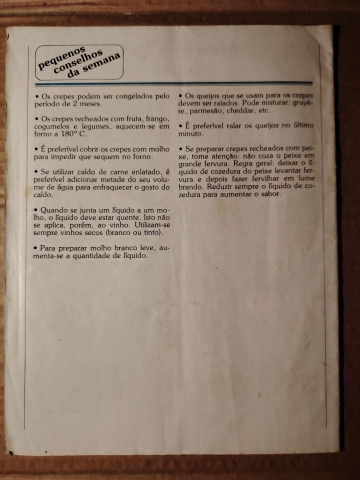 pequenos
conselhos
da semana
• Os crepes podem ser congelados pelo
período de 2 meses.
• Os crepes recheados com fruta, frango,
cogumelos e legumes, aquecem-se em
forno a 180º C.
• É preferível cobrir os crepes com molho
para impedir que sequem no forno.
• Se utilizar caldo de carne enlatado, é
preferível adicionar metade do seu volu-
me de água para enfraquecer o gosto do
caldo.
• Quando se junta um líquido a um mo-
lho, o líquido deve estar quente. Isto não
se aplica, porém, ao vinho. Utilizam-se
sempre vinhos secos (branco ou tinto).
• Para preparar molho branco leve, au-
menta-se a quantidade de líquido.
• Os queijos que se usam para os crepes
devem ser ralados. Pode misturar: gruyè-
re, parmesão, cheddar, etc.
• É preferível ralar os queijos no último
minuto.
• Se preparar crepes recheados com pei-
xe, tome atenção: não coza o peixe em
grande fervura. Regra geral: deixar o lí-
quido de cozedura do peixe levantar fer-
vura e depois fazer fervilhar em lume
brando. Reduzir sempre o líquido de co-
zedura para aumentar o sabor.